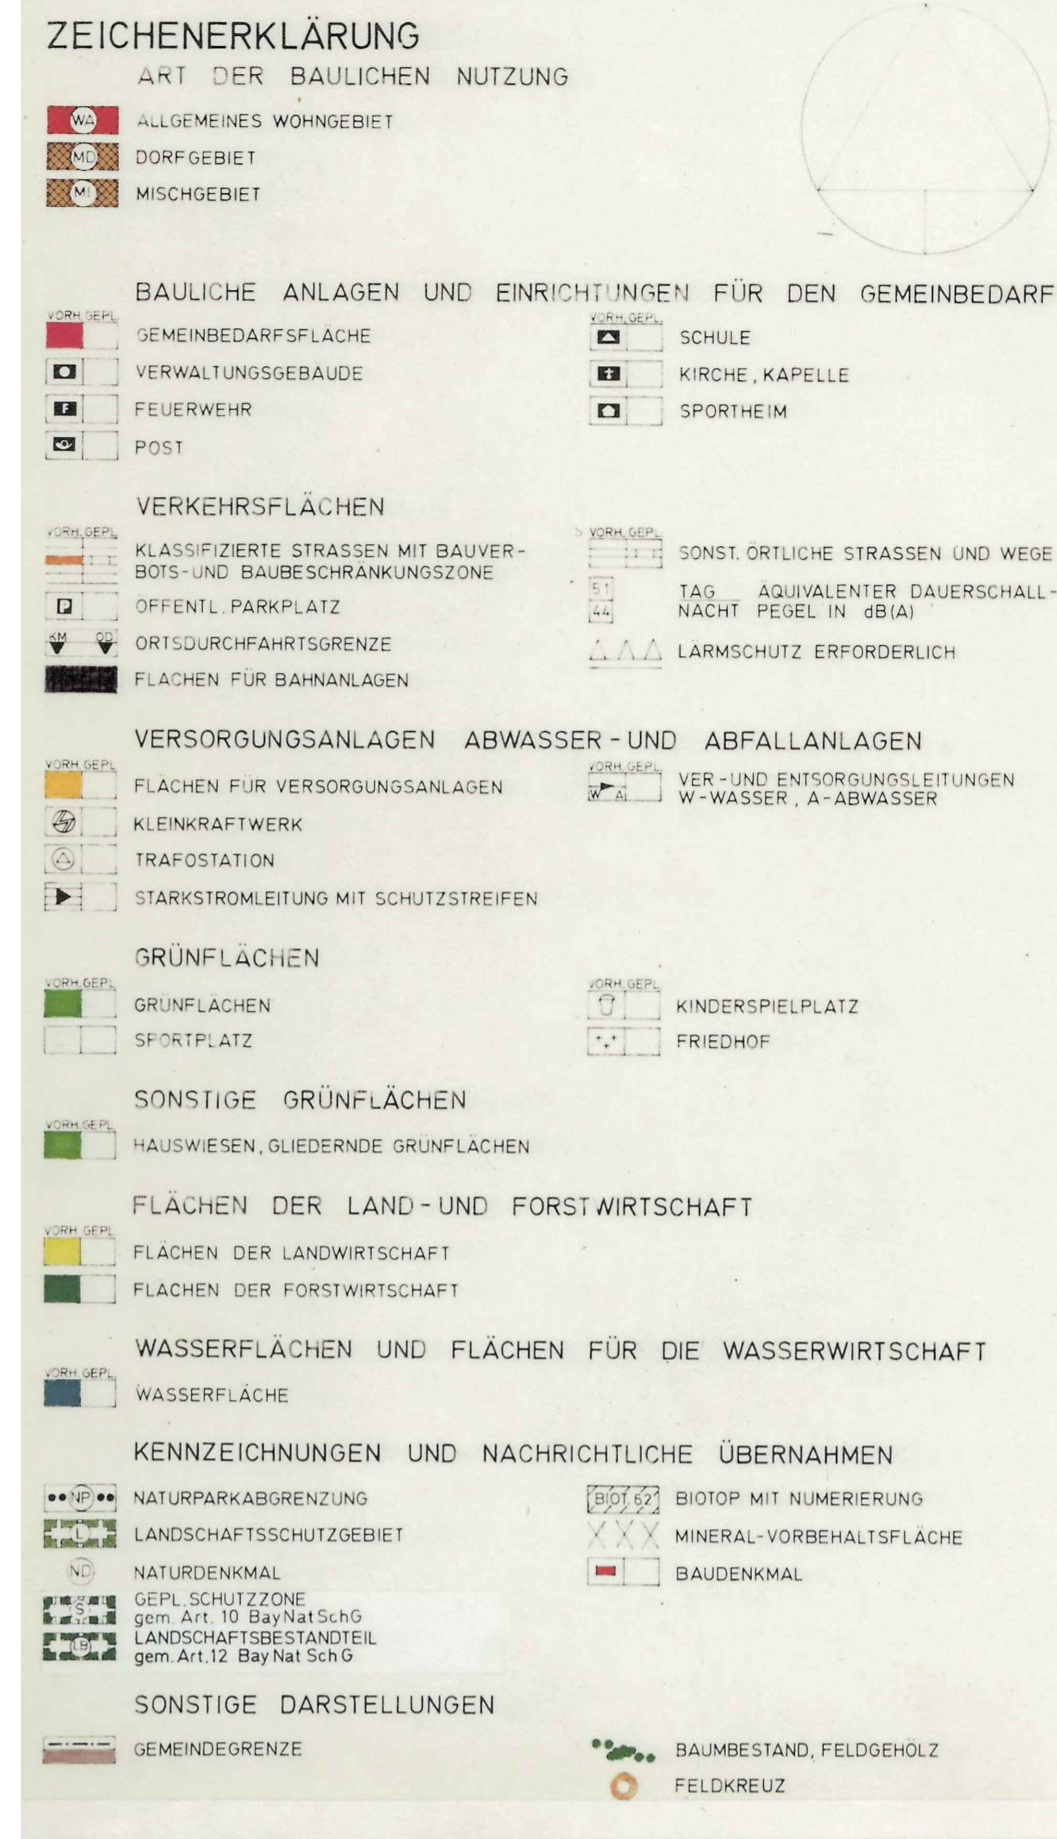 ZEICHENERKLÄRUNG
ART DER BAULICHEN NUTZUNG
WA ALLGEMEINES WOHNGEBIET
MD DORFGEBIET
MI MISCHGEBIET
BAULICHE ANLAGEN UND EINRICHTUNGEN FÜR DEN GEMEINBEDARF
VORH. GEPL.
GEMEINBEDARFSFLÄCHE
VERWALTUNGSGEBÄUDE
F FEUERWEHR
POST
VORH. GEPL.
SCHULE
KIRCHE, KAPELLE
SPORTHEIM
VERKEHRSFLÄCHEN
VORH. GEPL.
KLASSIFIZIERTE STRASSEN MIT BAUVER-
BOTS-UND BAUBESCHRÄNKUNGSZONE
P ÖFFENTL. PARKPLATZ
KM OD ORTSDURCHFAHRTSGRENZE
FLÄCHEN FÜR BAHNANLAGEN
VORH. GEPL.
SONST. ÖRTLICHE STRASSEN UND WEGE
51 TAG ÄQUIVALENTER DAUERSCHALL-
44 NACHT PEGEL IN dB(A)
LÄRMSCHUTZ ERFORDERLICH
VERSORGUNGSANLAGEN ABWASSER-UND ABFALLANLAGEN
VORH. GEPL.
FLÄCHEN FÜR VERSORGUNGSANLAGEN
KLEINKRAFTWERK
TRAFOSTATION
STARKSTROMLEITUNG MIT SCHUTZSTREIFEN
VORH. GEPL.
VER-UND ENTSORGUNGSLEITUNGEN
W A W-WASSER, A-ABWASSER
GRÜNFLÄCHEN
VORH. GEPL.
GRÜNFLÄCHEN
SPORTPLATZ
VORH. GEPL.
KINDERSPIELPLATZ
FRIEDHOF
SONSTIGE GRÜNFLÄCHEN
VORH. GEPL.
HAUSWIESEN, GLIEDERNDE GRÜNFLÄCHEN
FLÄCHEN DER LAND-UND FORSTWIRTSCHAFT
VORH. GEPL.
FLÄCHEN DER LANDWIRTSCHAFT
FLÄCHEN DER FORSTWIRTSCHAFT
WASSERFLÄCHEN UND FLÄCHEN FÜR DIE WASSERWIRTSCHAFT
VORH. GEPL.
WASSERFLÄCHE
KENNZEICHNUNGEN UND NACHRICHTLICHE ÜBERNAHMEN
NP NATURPARKABGRENZUNG
L LANDSCHAFTSSCHUTZGEBIET
ND NATURDENKMAL
S GEPL. SCHUTZZONE
gem. Art. 10 BayNatSchG
LB LANDSCHAFTSBESTANDTEIL
gem. Art.12 BayNatSchG
BIOT. 62 BIOTOP MIT NUMERIERUNG
MINERAL-VORBEHALTSFLÄCHE
BAUDENKMAL
SONSTIGE DARSTELLUNGEN
GEMEINDEGRENZE
BAUMBESTAND, FELDGEHÖLZ
FELDKREUZ